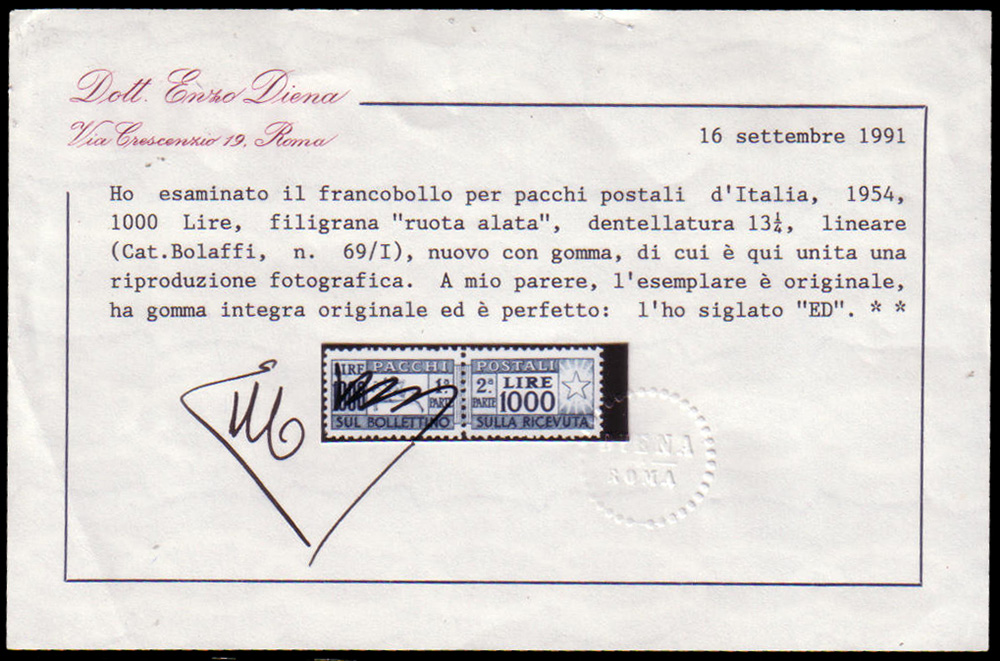 Dott. Enzo Diena
Via Crescenzio 19, Roma
16 settembre 1991
Ho esaminato il francobollo per pacchi postali d'Italia, 1954,
1000 Lire, filigrana "ruota alata", dentellatura 13¼, lineare
(Cat.Bolaffi, n. 69/I), nuovo con gomma, di cui è qui unita una
riproduzione fotografica. A mio parere, l'esemplare è originale,
ha gomma integra originale ed è perfetto: l'ho siglato "ED". * *
LIRE PACCHI POSTALI
1000 1ª PARTE 2ª PARTE LIRE 1000
SUL BOLLETTINO SULLA RICEVUTA
DIENA
ROMA